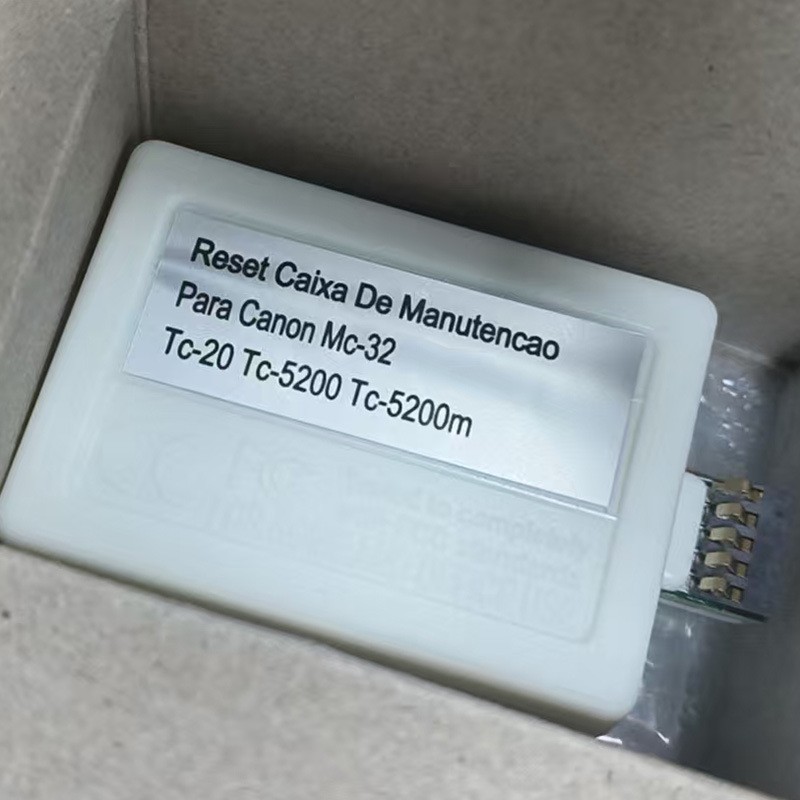 Reset Caixa De Manutencao
Para Canon Mc-32
Tc-20 Tc-5200 Tc-5200m